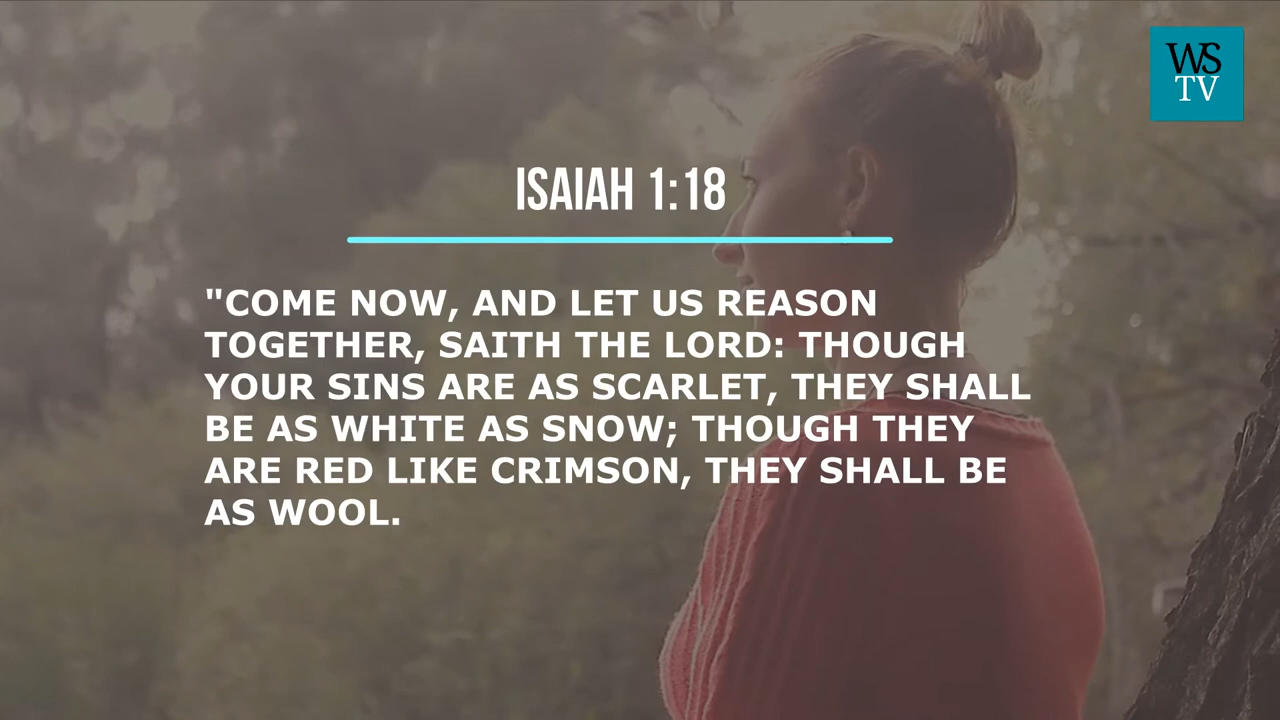 WS
TV
ISAIAH 1:18
"COME NOW, AND LET US REASON
TOGETHER, SAITH THE LORD: THOUGH
YOUR SINS ARE AS SCARLET, THEY SHALL
BE AS WHITE AS SNOW; THOUGH THEY
ARE RED LIKE CRIMSON, THEY SHALL BE
AS WOOL.